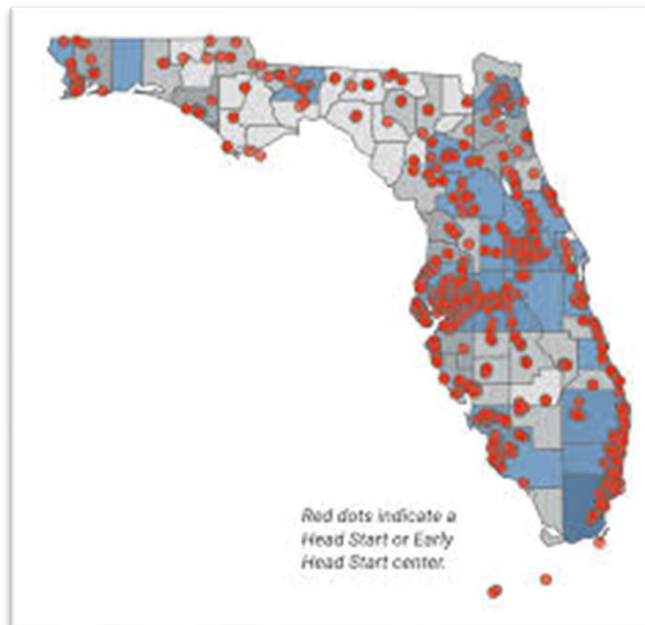 Red dots indicate a
Head Start or Early
Head Start center.